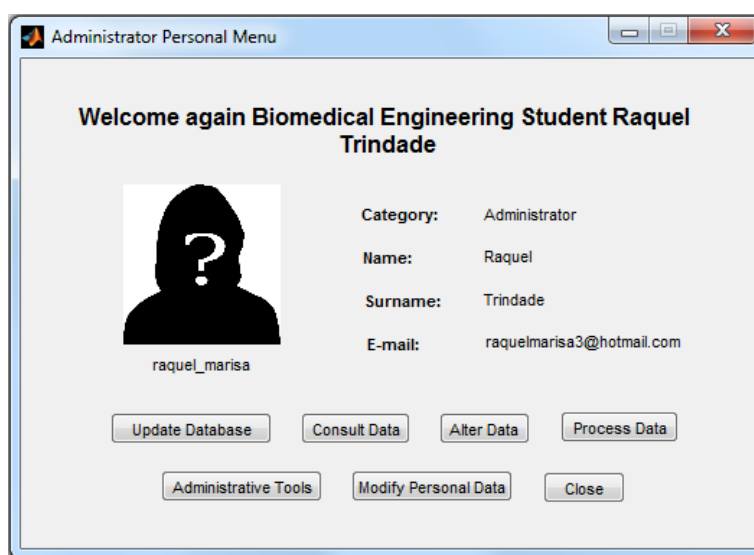 Administrator Personal Menu
Welcome again Biomedical Engineering Student Raquel
Trindade
Category: Administrator
Name: Raquel
Surname: Trindade
E-mail: raquelmarisa3@hotmail.com
?
raquel_marisa
Update Database Consult Data Alter Data Process Data
Administrative Tools Modify Personal Data Close